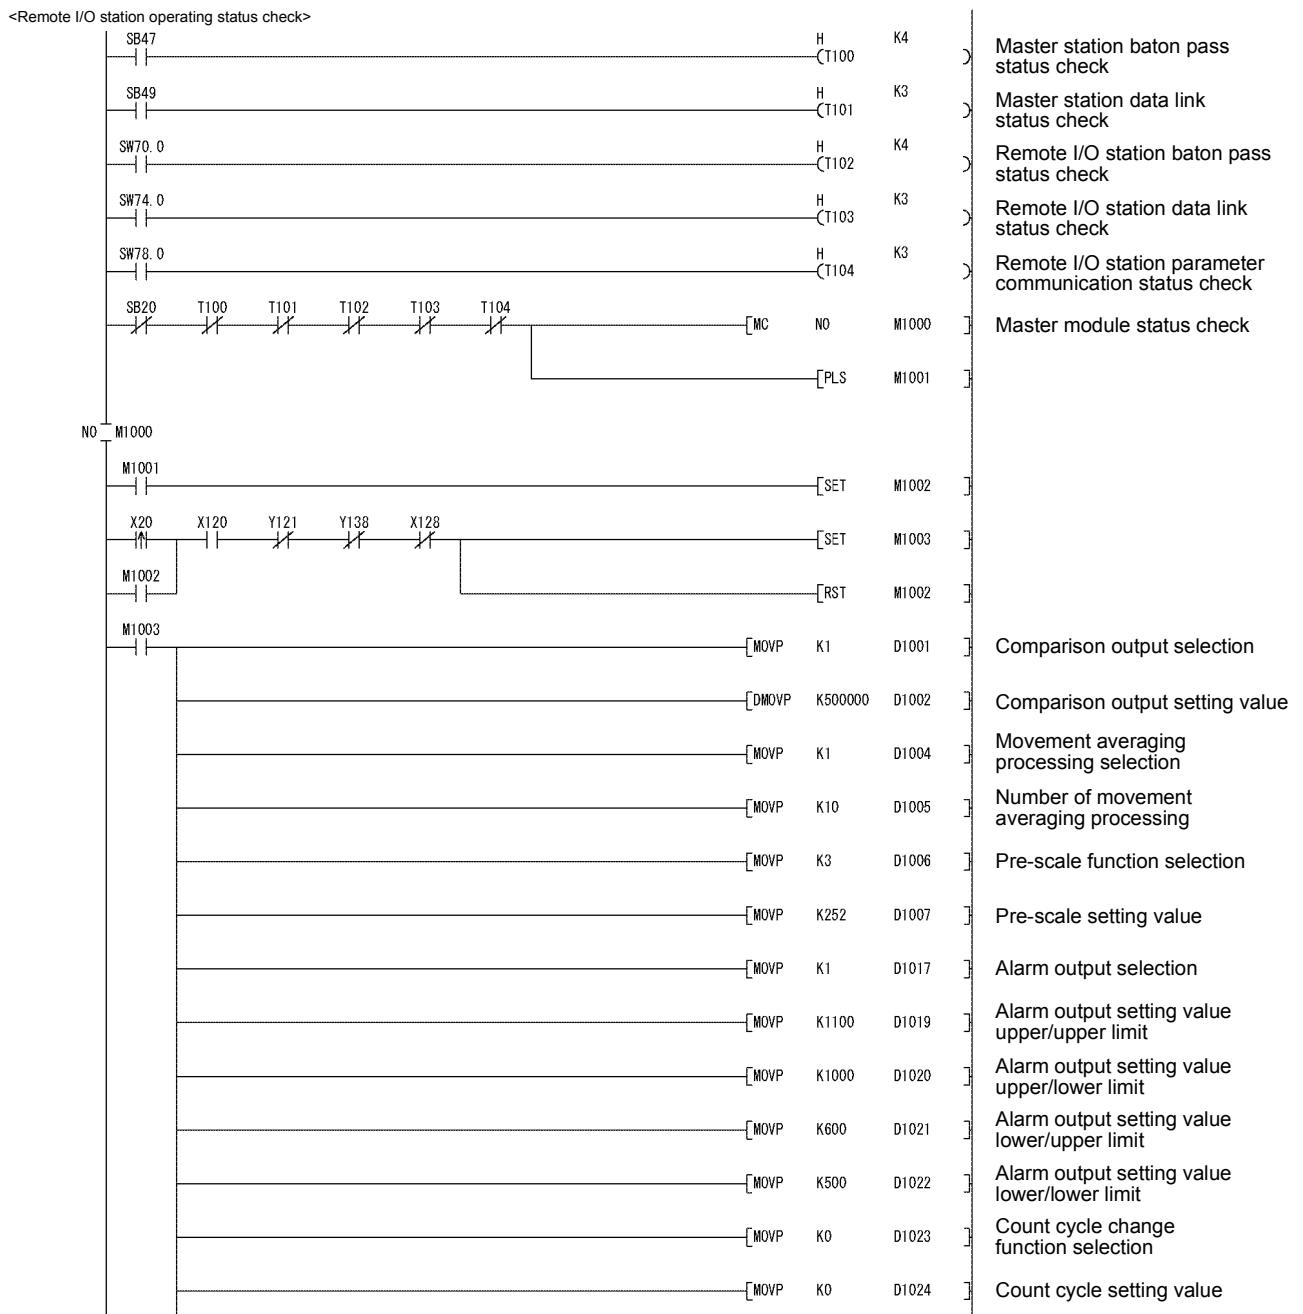 <Remote I/O station operating status check>
SB47
H K4
T100
Master station baton pass
status check
SB49
H K3
T101
Master station data link
status check
SW70.0
H K4
T102
Remote I/O station baton pass
status check
SW74.0
H K3
T103
Remote I/O station data link
status check
SW78.0
H K3
T104
Remote I/O station parameter
communication status check
SB20 T100 T101 T102 T103 T104
MC N0 M1000
Master module status check
PLS M1001
N0 M1000
M1001
SET M1002
X20 X120 Y121 Y138 X128
SET M1003
M1002
RST M1002
M1003
MOVP K1 D1001
Comparison output selection
DMOVP K500000 D1002
Comparison output setting value
MOVP K1 D1004
Movement averaging
processing selection
MOVP K10 D1005
Number of movement
averaging processing
MOVP K3 D1006
Pre-scale function selection
MOVP K252 D1007
Pre-scale setting value
MOVP K1 D1017
Alarm output selection
MOVP K1100 D1019
Alarm output setting value
upper/upper limit
MOVP K1000 D1020
Alarm output setting value
upper/lower limit
MOVP K600 D1021
Alarm output setting value
lower/upper limit
MOVP K500 D1022
Alarm output setting value
lower/lower limit
MOVP K0 D1023
Count cycle change
function selection
MOVP K0 D1024
Count cycle setting value